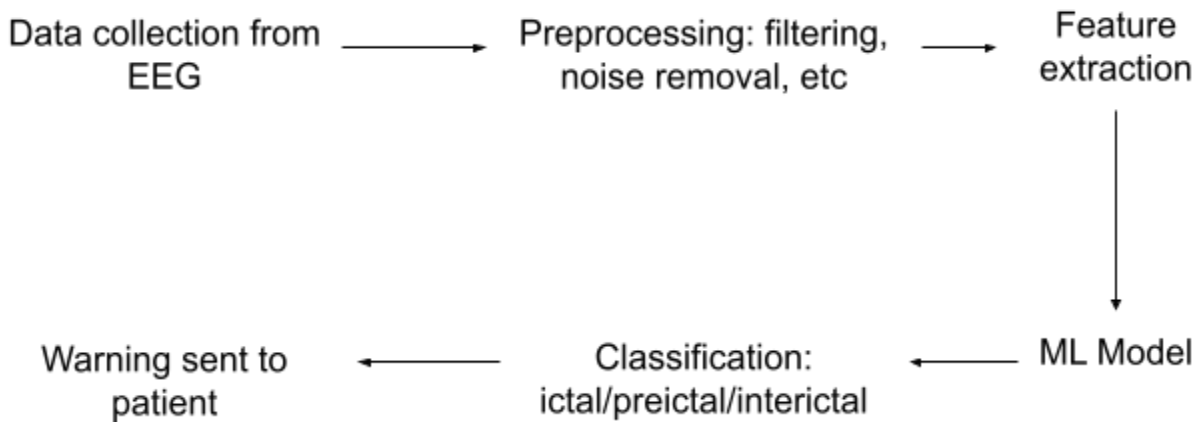 Data collection from
EEG
Preprocessing: filtering,
noise removal, etc
Feature
extraction
ML Model
Classification:
ictal/preictal/interictal
Warning sent to
patient